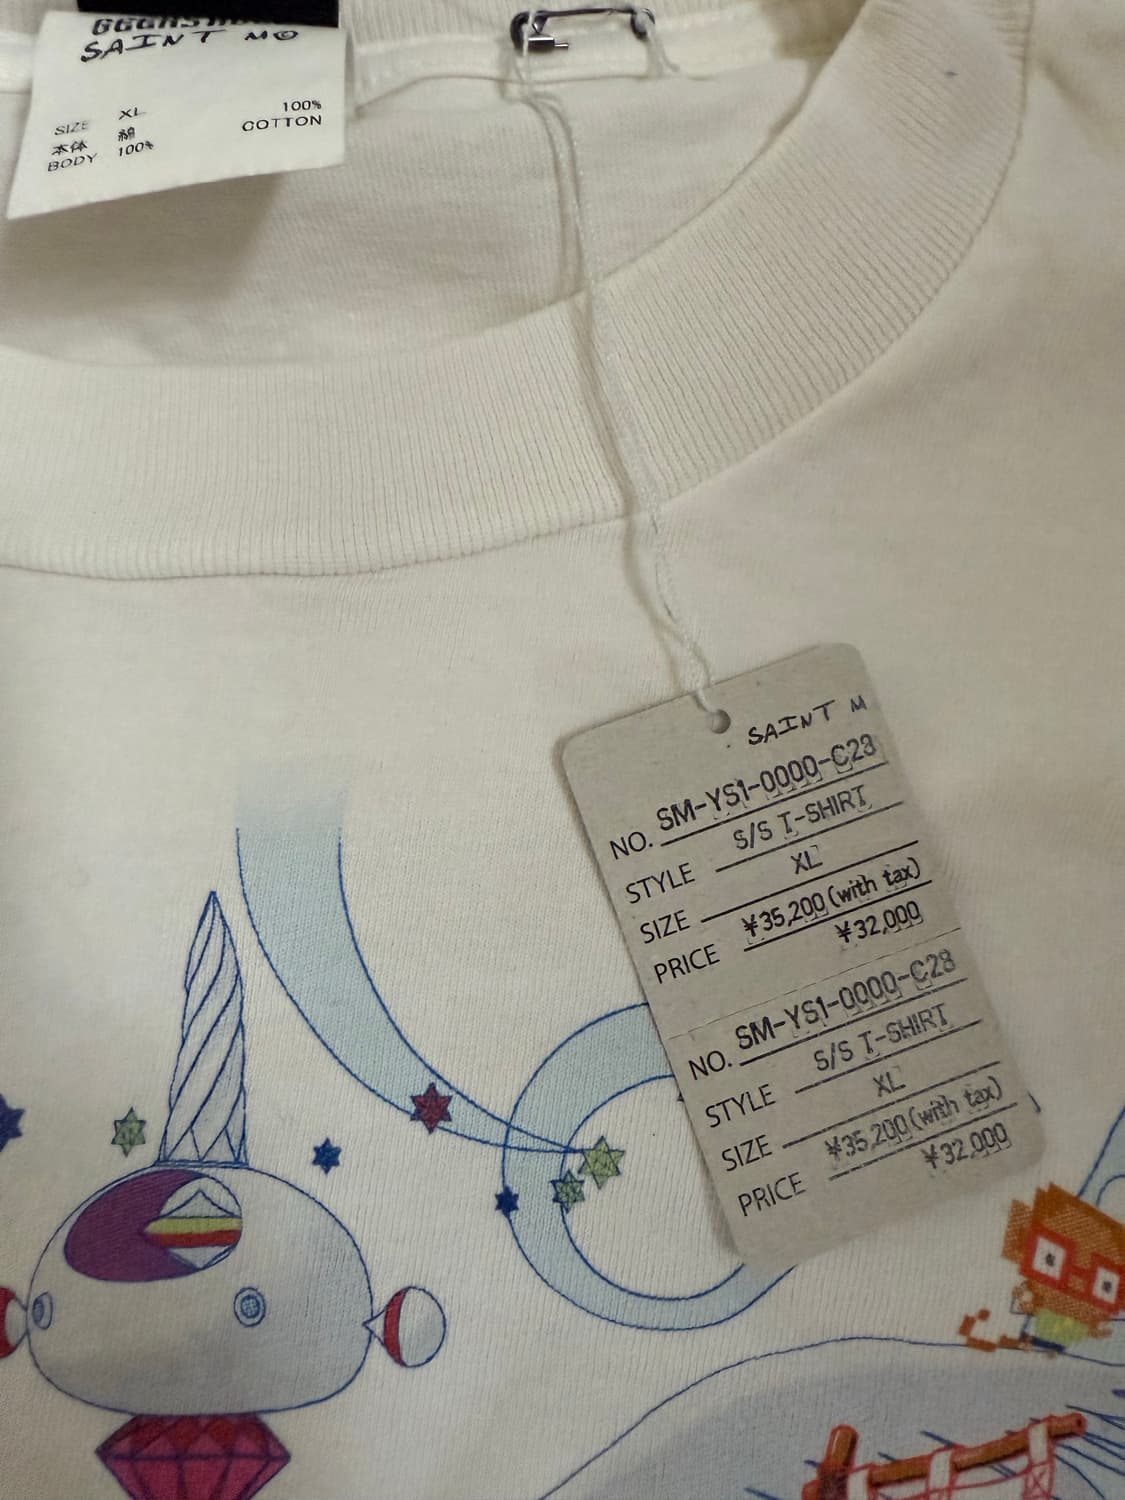 SAINT M
SIZE XL 100%
本体 綿 COTTON
BODY 100%
SAINT M
NO. SM-YS1-0000-C28
STYLE S/S T-SHIRT
SIZE XL
PRICE ¥35,200(with tax)
¥32,000
NO. SM-YS1-0000-C28
STYLE S/S T-SHIRT
SIZE XL
PRICE ¥35,200(with tax)
¥32,000